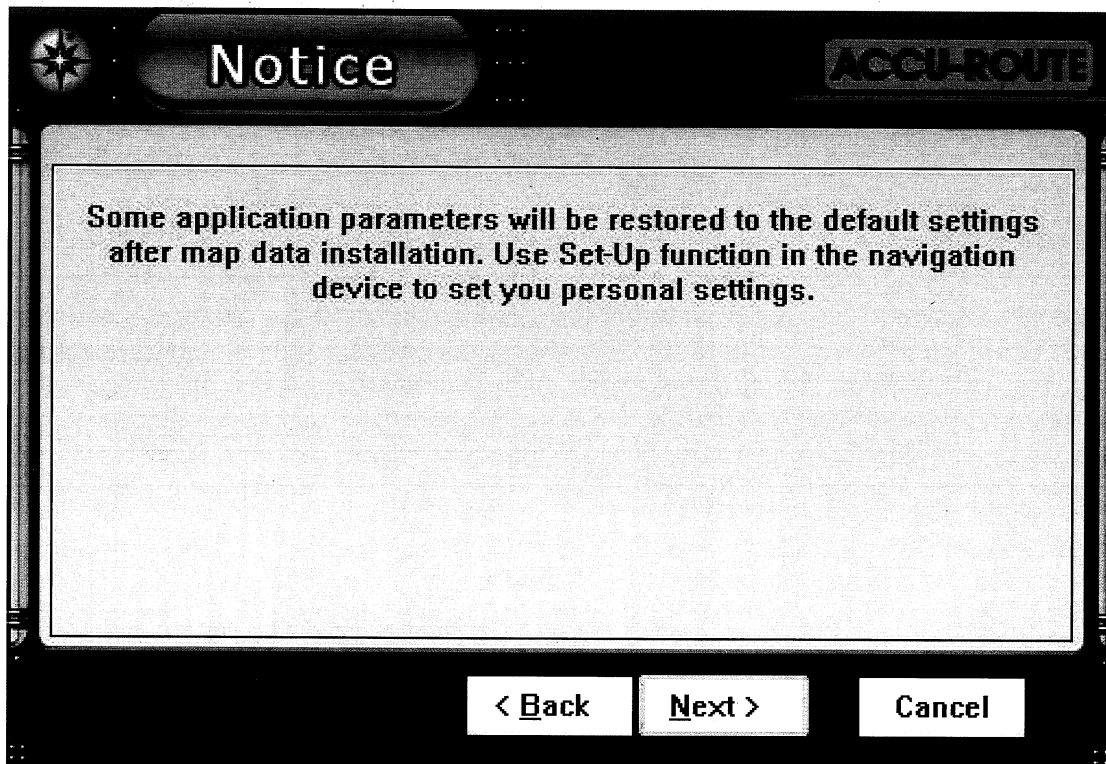 Notice
ACCU-ROUTE
Some application parameters will be restored to the default settings
after map data installation. Use Set-Up function in the navigation
device to set you personal settings.
< Back
Next >
Cancel